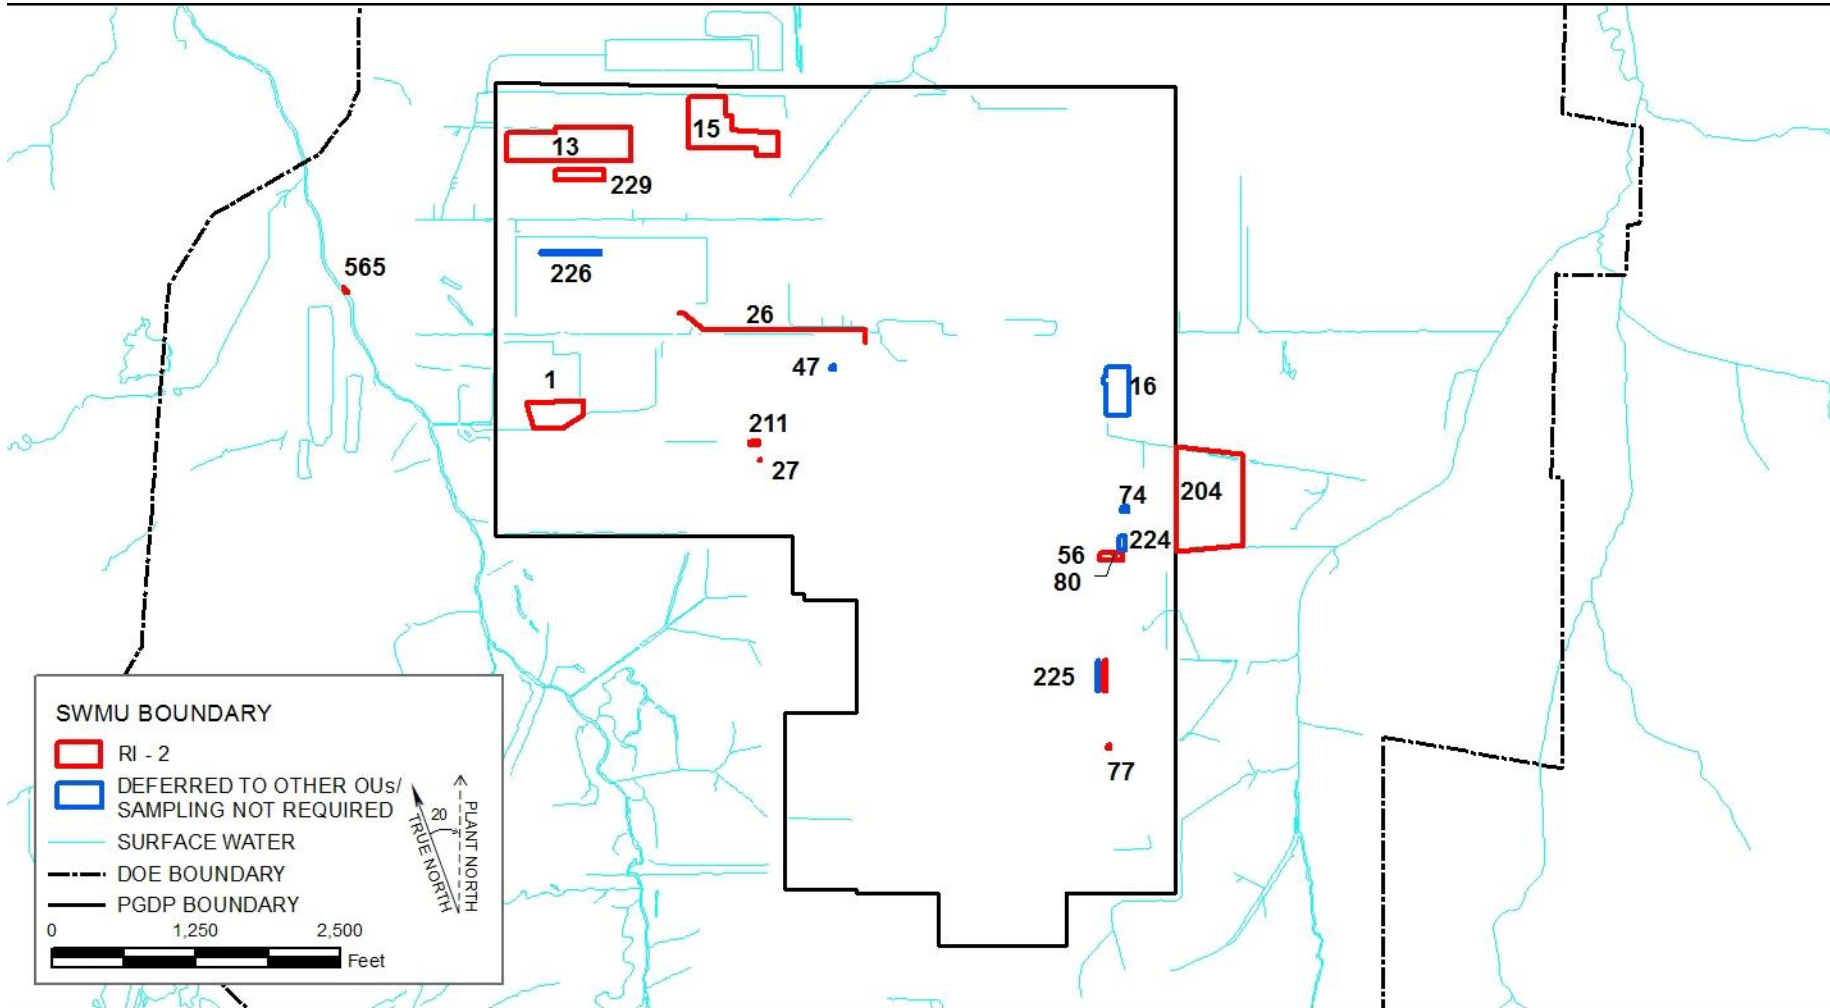 15
13
229
565
226
26
47
1
16
211
27
74
204
224
56
80
225
77
SWMU BOUNDARY
RI - 2
DEFERRED TO OTHER OUs/
SAMPLING NOT REQUIRED
SURFACE WATER
DOE BOUNDARY
PGDP BOUNDARY
20
TRUE NORTH
PLANT NORTH
0 1,250 2,500
Feet